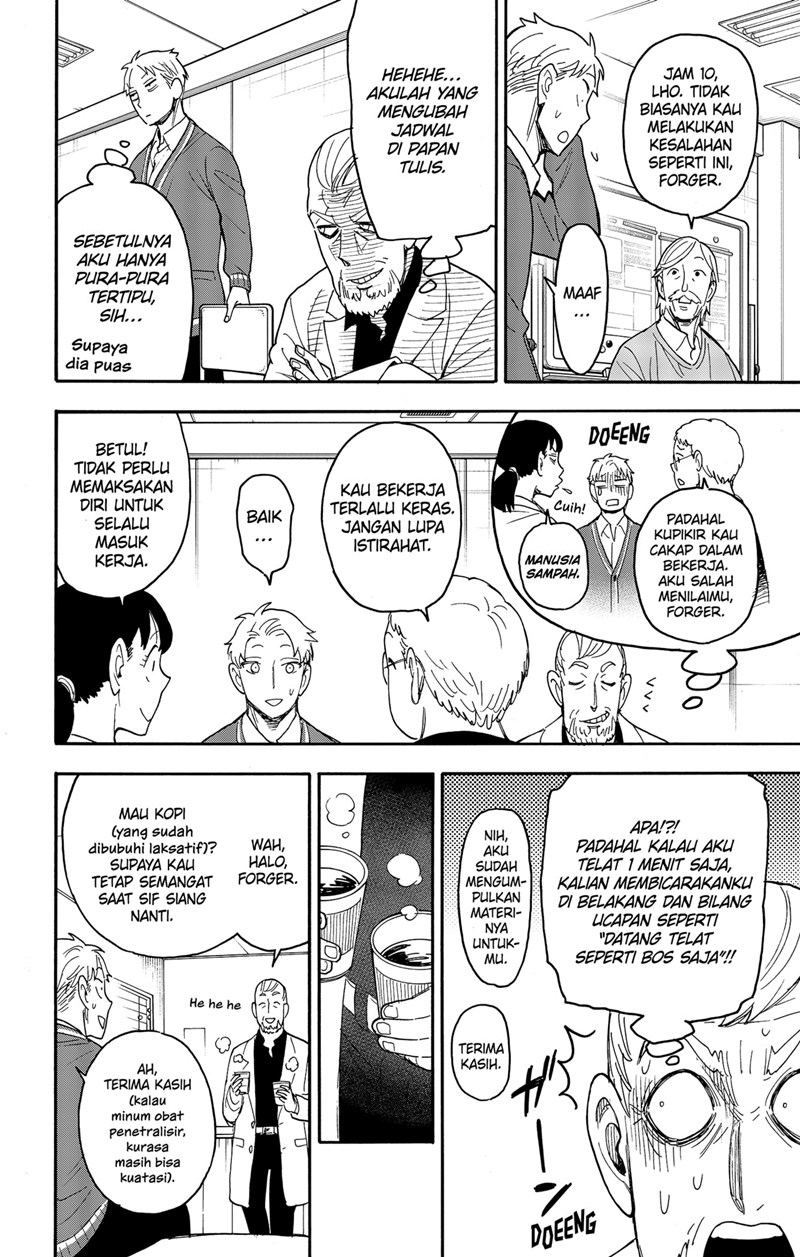 JAM 10,
LHO. TIDAK
BIASANYA KAU
MELAKUKAN
KESALAHAN
SEPERTI INI,
FORGER.
MAAF
...
HEHEHE...
AKULAH YANG
MENGUBAH
JADWAL
DI PAPAN
TULIS.
SEBETULNYA
AKU HANYA
PURA-PURA
TERTIPU,
SIH...
Supaya
dia puas
DOEENG
Cuih!
MANUSIA
SAMPAH.
PADAHAL
KUPIKIR KAU
CAKAP DALAM
BEKERJA.
AKU SALAH
MENILAIMU,
FORGER.
KAU BEKERJA
TERLALU KERAS.
JANGAN LUPA
ISTIRAHAT.
BAIK
...
BETUL!
TIDAK PERLU
MEMAKSAKAN
DIRI UNTUK
SELALU
MASUK
KERJA.
APA!?!
PADAHAL KALAU AKU
TELAT 1 MENIT SAJA,
KALIAN MEMBICARAKANKU
DI BELAKANG DAN BILANG
UCAPAN SEPERTI
"DATANG TELAT
SEPERTI BOS SAJA"!!
NIH,
AKU
SUDAH
MENGUM-
PULKAN
MATERI-
NYA
UNTUK-
MU.
TERIMA
KASIH.
ガーン
DOEENG
WAH,
HALO,
FORGER.
MAU KOPI
(yang sudah
dibubuhi laksatif)?
SUPAYA KAU
TETAP SEMANGAT
SAAT SIF SIANG
NANTI.
He he he
AH,
TERIMA KASIH
(kalau
minum obat
penetralisir,
kurasa
masih bisa
kuatasi).